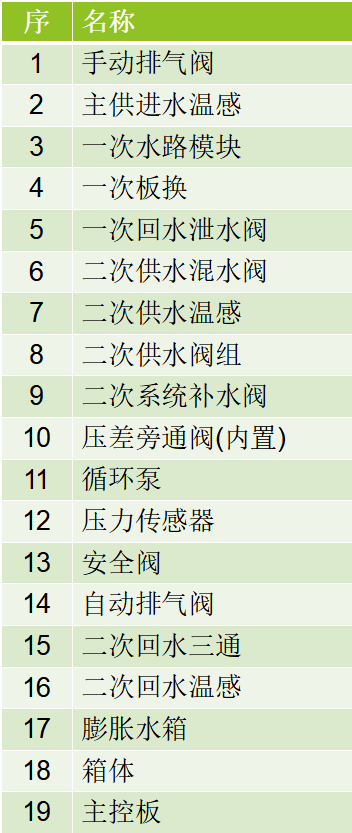 序 名称
1 手动排气阀
2 主供进水温感
3 一次水路模块
4 一次板换
5 一次回水泄水阀
6 二次供水混水阀
7 二次供水温感
8 二次供水阀组
9 二次系统补水阀
10 压差旁通阀(内置)
11 循环泵
12 压力传感器
13 安全阀
14 自动排气阀
15 二次回水三通
16 二次回水温感
17 膨胀水箱
18 箱体
19 主控板